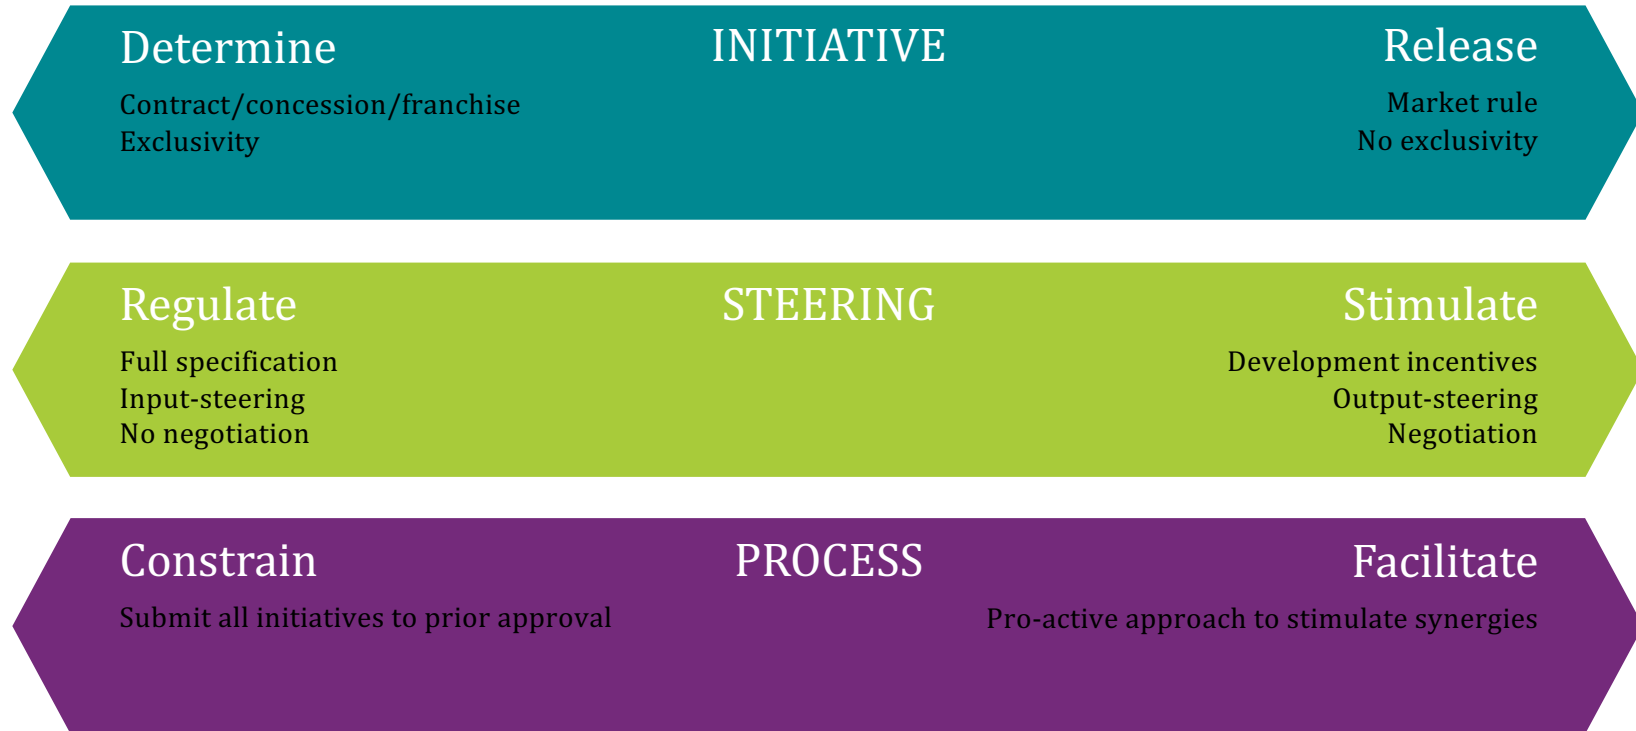 Determine
INITIATIVE
Release
Contract/concession/franchise
Exclusivity
Market rule
No exclusivity
Regulate
STEERING
Stimulate
Full specification
Input-steering
No negotiation
Development incentives
Output-steering
Negotiation
Constrain
PROCESS
Facilitate
Submit all initiatives to prior approval
Pro-active approach to stimulate synergies